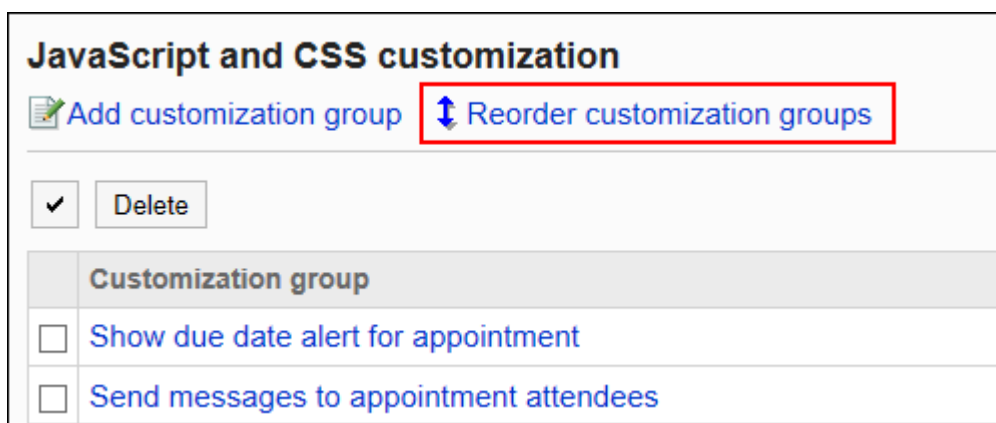 JavaScript and CSS customization
Add customization group Reorder customization groups
Delete
Customization group
Show due date alert for appointment
Send messages to appointment attendees